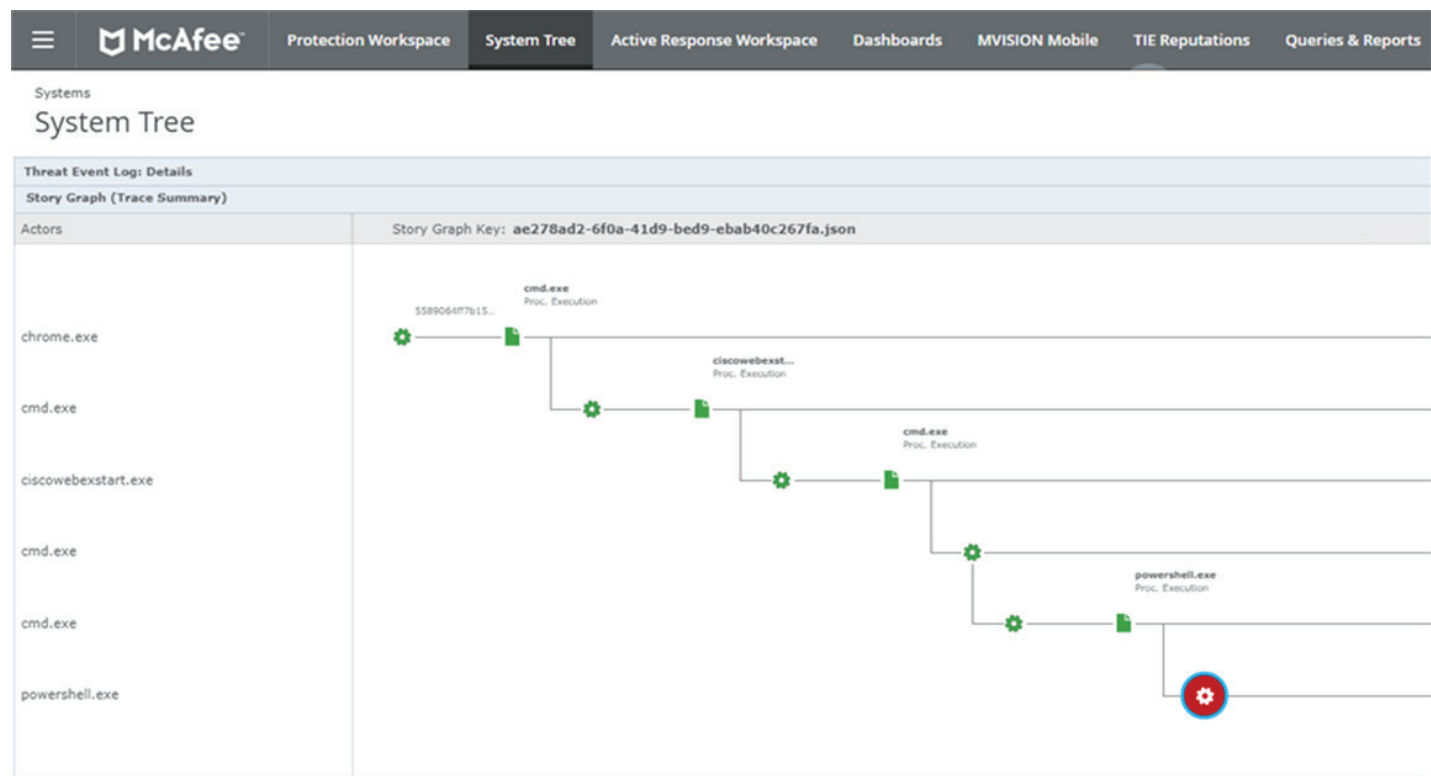 McAfee Protection Workspace System Tree Active Response Workspace Dashboards MVISION Mobile TIE Reputations Queries & Reports
Systems
System Tree
Threat Event Log: Details
Story Graph (Trace Summary)
Actors Story Graph Key: ae278ad2-6f0a-41d9-bed9-ebab40c267fa.json
cmd.exe
Proc. Execution
5589064ff7b15...
chrome.exe
ciscowebexst...
Proc. Execution
cmd.exe
cmd.exe
Proc. Execution
ciscowebexstart.exe
cmd.exe
powershell.exe
Proc. Execution
cmd.exe
powershell.exe